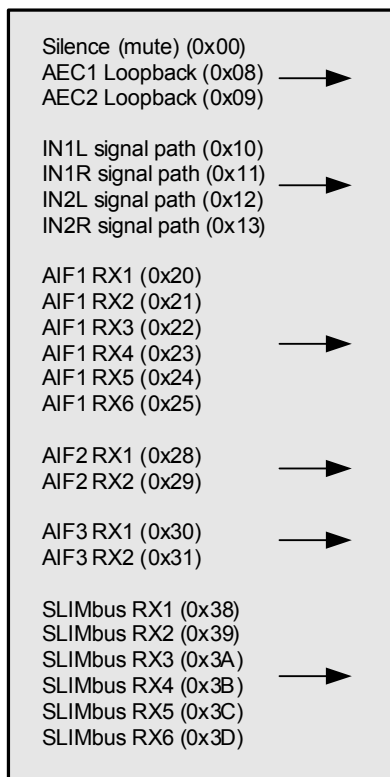 Silence (mute) (0x00)
AEC1 Loopback (0x08)
AEC2 Loopback (0x09)
IN1L signal path (0x10)
IN1R signal path (0x11)
IN2L signal path (0x12)
IN2R signal path (0x13)
AIF1 RX1 (0x20)
AIF1 RX2 (0x21)
AIF1 RX3 (0x22)
AIF1 RX4 (0x23)
AIF1 RX5 (0x24)
AIF1 RX6 (0x25)
AIF2 RX1 (0x28)
AIF2 RX2 (0x29)
AIF3 RX1 (0x30)
AIF3 RX2 (0x31)
SLIMbus RX1 (0x38)
SLIMbus RX2 (0x39)
SLIMbus RX3 (0x3A)
SLIMbus RX4 (0x3B)
SLIMbus RX5 (0x3C)
SLIMbus RX6 (0x3D)